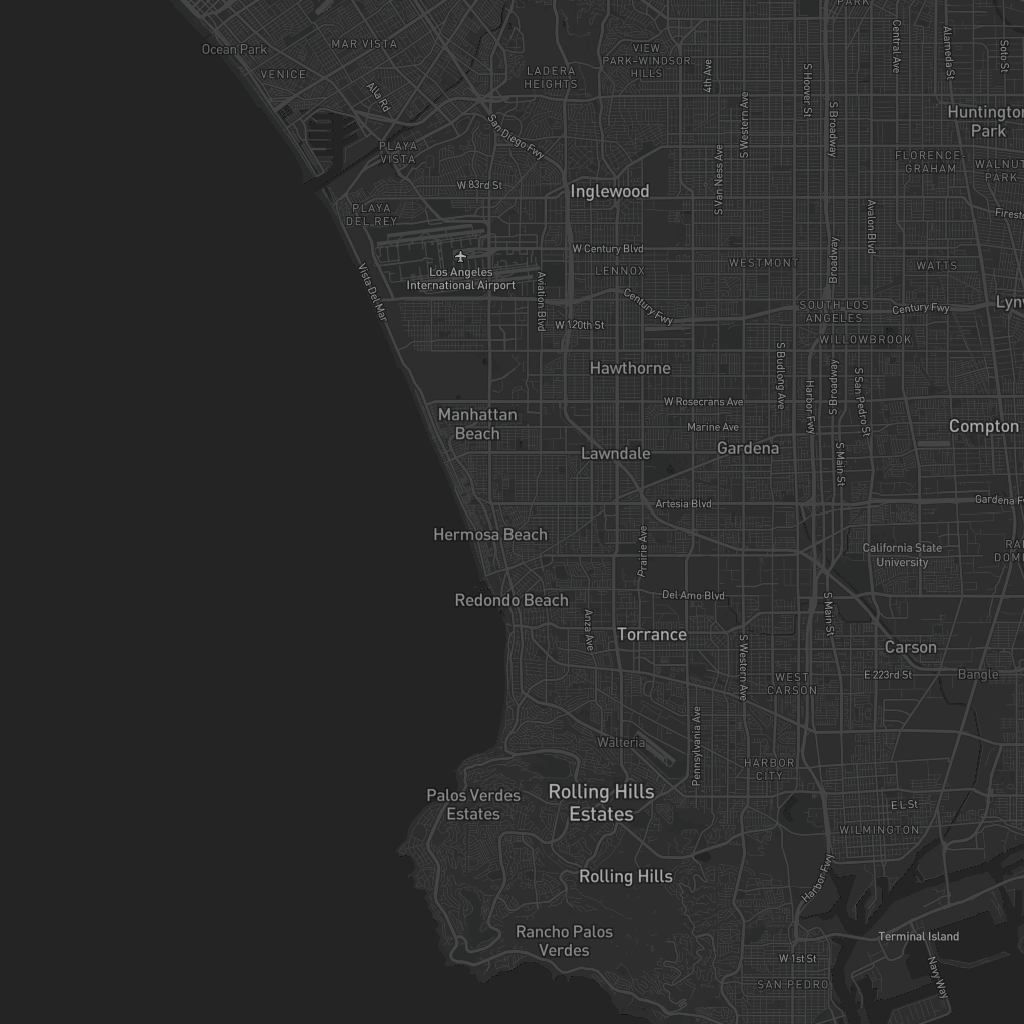 PARK
Ocean Park
MAR VISTA
VIEW
PARK-WINDSOR
HILLS
Central Ave
Alameda St
Soto St
VENICE
LADERA
HEIGHTS
4th Ave
S Hoover St
Alla Rd
S Western Ave
S Broadway
Huntington
Park
San Diego Fwy
PLAYA
VISTA
FLORENCE-
GRAHAM
WALNUT
PARK
W 83rd St
Inglewood
S Van Ness Ave
PLAYA
DEL REY
Avalon Blvd
Firest
W Century Blvd
Broadway
Los Angeles
International Airport
LENNOX
WESTMONT
WATTS
Vista Del Mar
Aviation Blvd
Century Fwy
SOUTH LOS
ANGELES
Century Fwy
Lynw
W 120th St
WILLOWBROOK
Hawthorne
S Budlong Ave
Harbor Fwy
S Broadway
S San Pedro St
W Rosecrans Ave
Manhattan
Beach
Marine Ave
Compton
Lawndale
Gardena
S Main St
Artesia Blvd
Gardena Fw
Hermosa Beach
Prairie Ave
California State
University
RA
DOM
Redondo Beach
Del Amo Blvd
Anza Ave
S Main St
Torrance
Carson
S Western Ave
WEST
CARSON
E 223rd St
Bangle
Pennsylvania Ave
Walteria
HARBOR
CITY
Palos Verdes
Estates
Rolling Hills
Estates
E L St
WILMINGTON
Rolling Hills
Harbor Fwy
Rancho Palos
Verdes
Terminal Island
W 1st St
Navy Way
SAN PEDRO